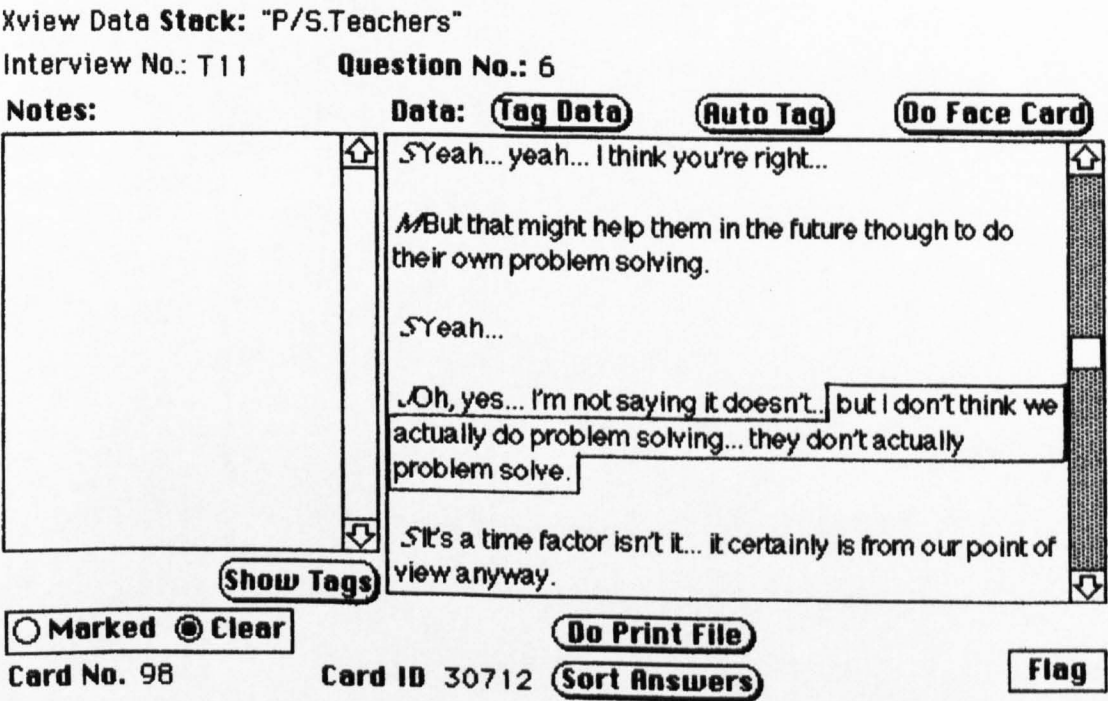 Xview Data Stack: "P/S.Teachers"
Interview No.: T11 Question No.: 6
Notes: Data: Tag Data Auto Tag Do Face Card
SYeah... yeah... I think you're right...
MBut that might help them in the future though to do
their own problem solving.
SYeah...
JOh, yes... I'm not saying it doesn't... but I don't think we
actually do problem solving... they don't actually
problem solve.
SIt's a time factor isn't it... it certainly is from our point of
view anyway.
Show Tags
Marked Clear Do Print File
Card No. 98 Card ID 30712 Sort Answers Flag